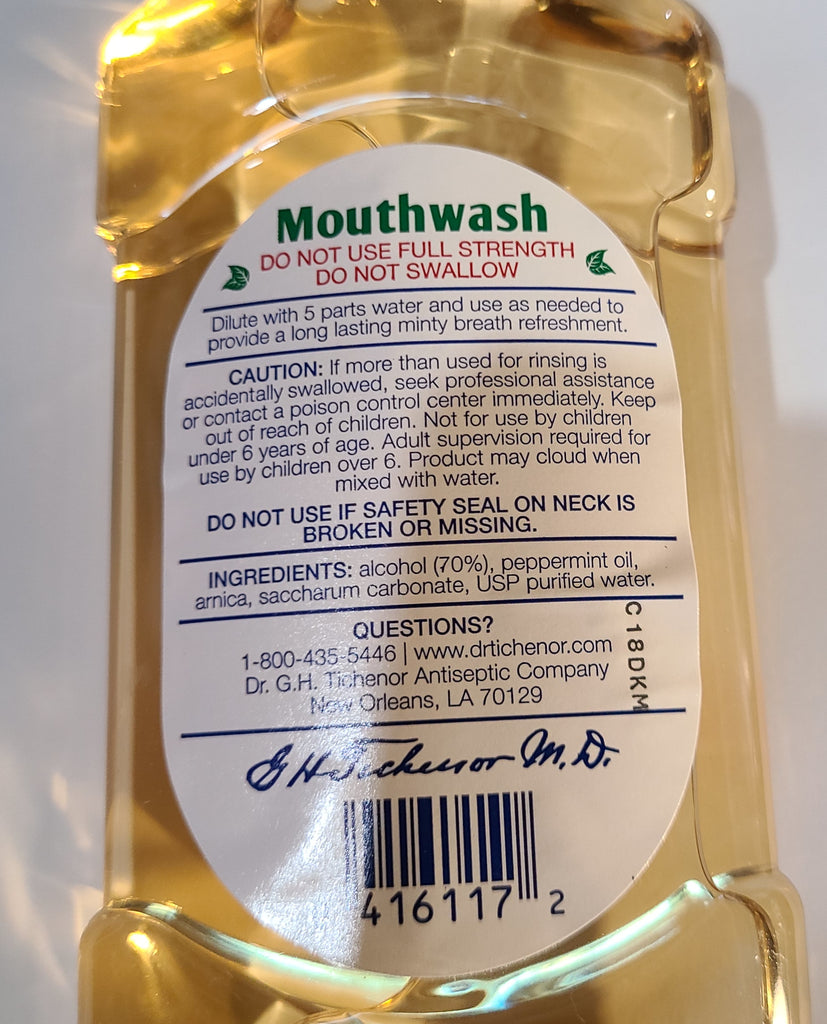 Mouthwash
DO NOT USE FULL STRENGTH
DO NOT SWALLOW
Dilute with 5 parts water and use as needed to
provide a long lasting minty breath refreshment.
CAUTION: If more than used for rinsing is
accidentally swallowed, seek professional assistance
or contact a poison control center immediately. Keep
out of reach of children. Not for use by children
under 6 years of age. Adult supervision required for
use by children over 6. Product may cloud when
mixed with water.
DO NOT USE IF SAFETY SEAL ON NECK IS
BROKEN OR MISSING.
INGREDIENTS: alcohol (70%), peppermint oil,
arnica, saccharum carbonate, USP purified water.
QUESTIONS?
1-800-435-5446 | www.drtichenor.com
Dr. G.H. Tichenor Antiseptic Company
New Orleans, LA 70129
C18DKM
G H Tichenor M.D.
416117 2